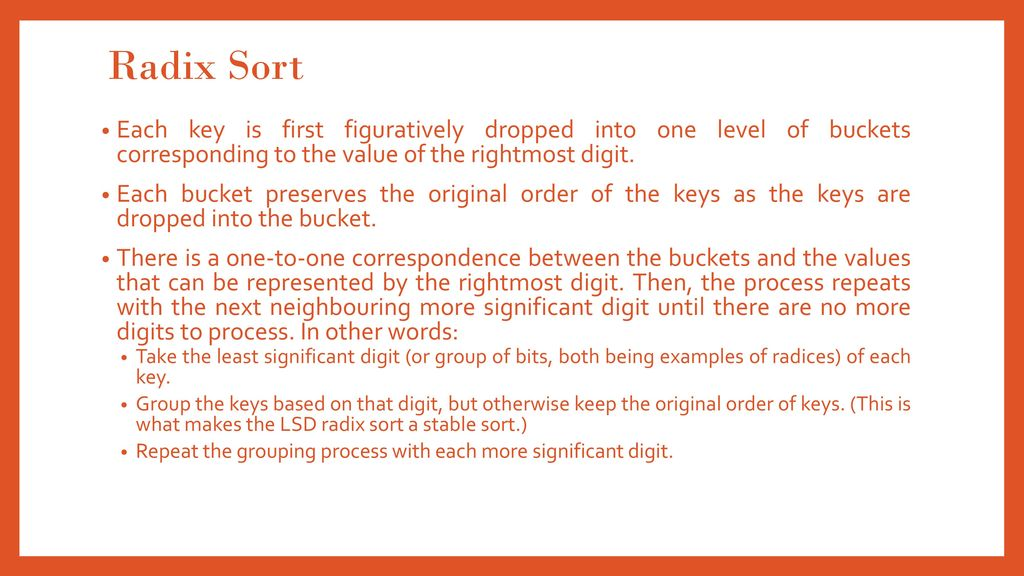 Radix Sort
• Each key is first figuratively dropped into one level of buckets
corresponding to the value of the rightmost digit.
• Each bucket preserves the original order of the keys as the keys are
dropped into the bucket.
• There is a one-to-one correspondence between the buckets and the values
that can be represented by the rightmost digit. Then, the process repeats
with the next neighbouring more significant digit until there are no more
digits to process. In other words:
• Take the least significant digit (or group of bits, both being examples of radices) of each
key.
• Group the keys based on that digit, but otherwise keep the original order of keys. (This is
what makes the LSD radix sort a stable sort.)
• Repeat the grouping process with each more significant digit.